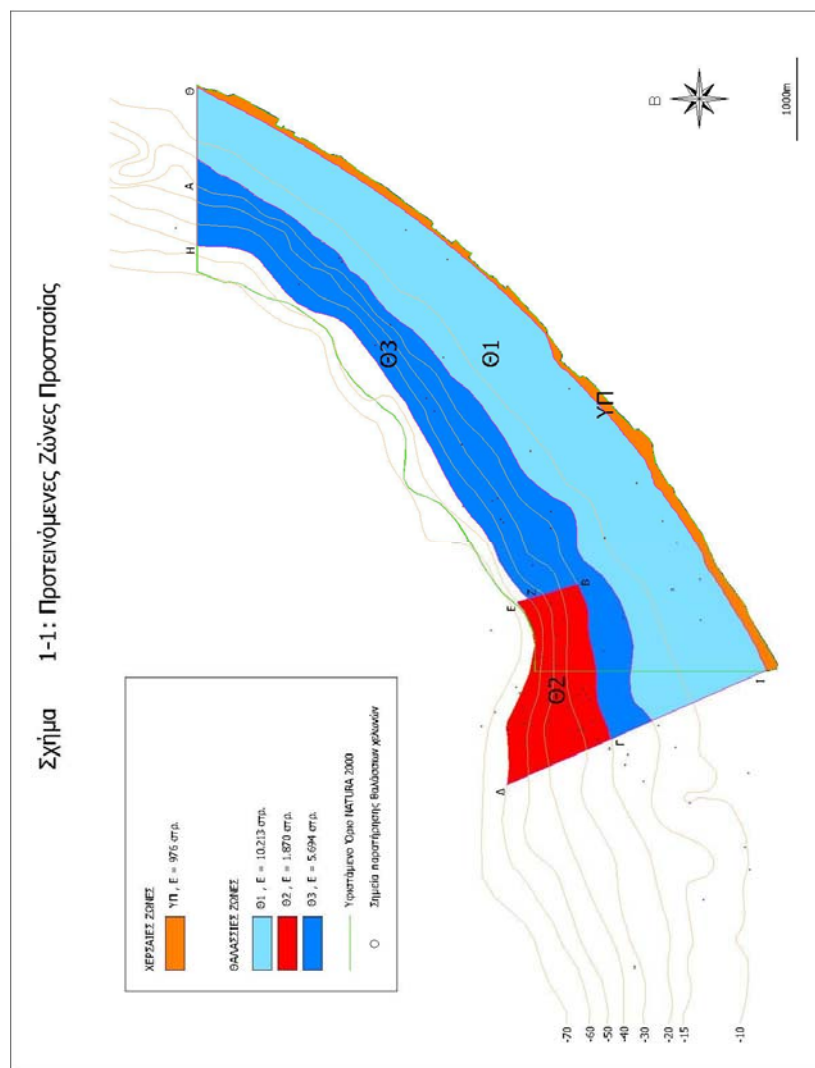 Σχήμα 1-1: Προτεινόμενες Ζώνες Προστασίας
ΧΕΡΣΑΙΕΣ ΖΩΝΕΣ
ΥΠ , Ε = 976 στρ.
ΘΑΛΑΣΣΙΕΣ ΖΩΝΕΣ
Θ1 , Ε = 10.213 στρ.
Θ2 , Ε = 1.870 στρ.
Θ3 , Ε = 5.694 στρ.
Υφιστάμενο Όριο NATURA 2000
Σημεία παρατήρησης θαλάσσιων χελωνών
Η
Α
Θ
Θ3
Θ1
ΥΠ
Ε
Ζ
Β
Θ2
Δ
Γ
Ι
-70
-60
-50
-40
-30
-20
-15
-10
Β
1000m